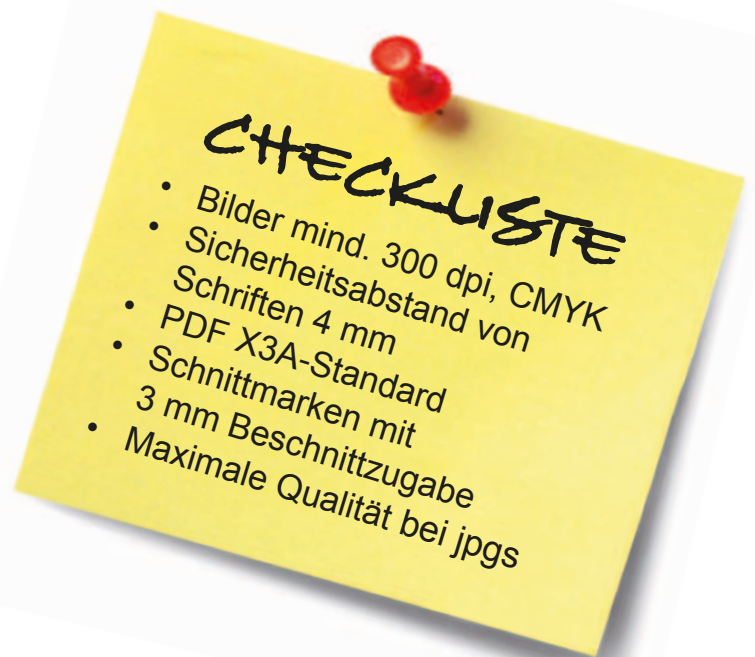 CHECKLISTE
• Bilder mind. 300 dpi, CMYK
• Sicherheitsabstand von
Schriften 4 mm
• PDF X3A-Standard
• Schnittmarken mit
3 mm Beschnittzugabe
• Maximale Qualität bei jpgs